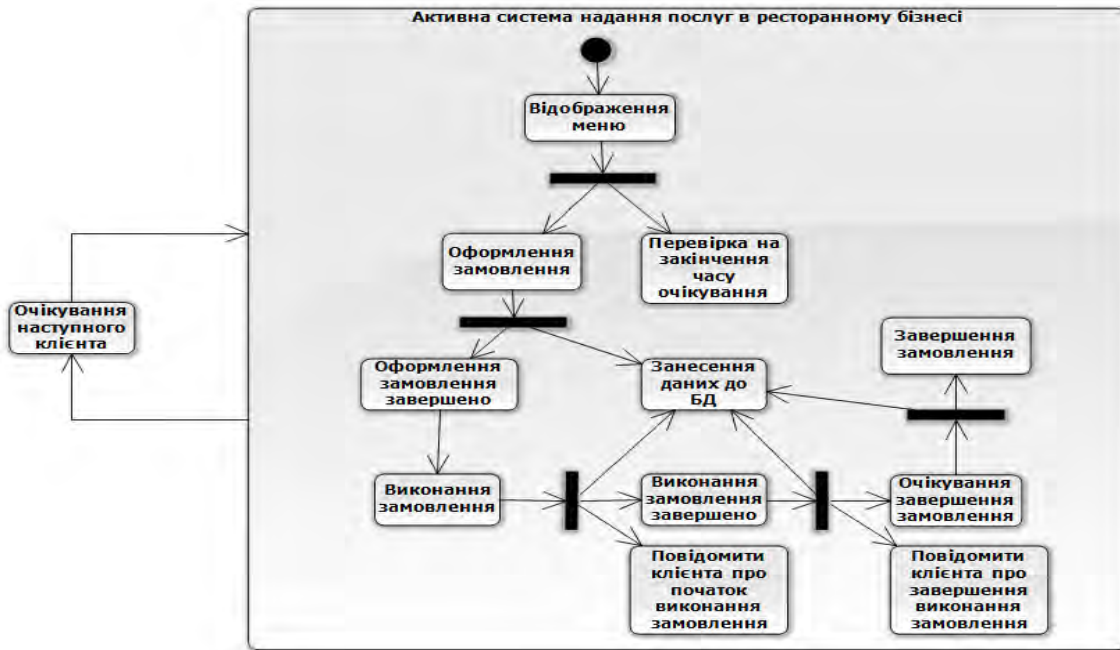 Активна система надання послуг в ресторанному бізнесі
Відображення
меню
Оформлення
замовлення
Перевірка на
закінчення
часу
очікування
Очікування
наступного
клієнта
Завершення
замовлення
Оформлення
замовлення
завершено
Занесення
даних до
БД
Виконання
замовлення
Виконання
замовлення
завершено
Очікування
завершення
замовлення
Повідомити
клієнта про
початок
виконання
замовлення
Повідомити
клієнта про
завершення
виконання
замовлення